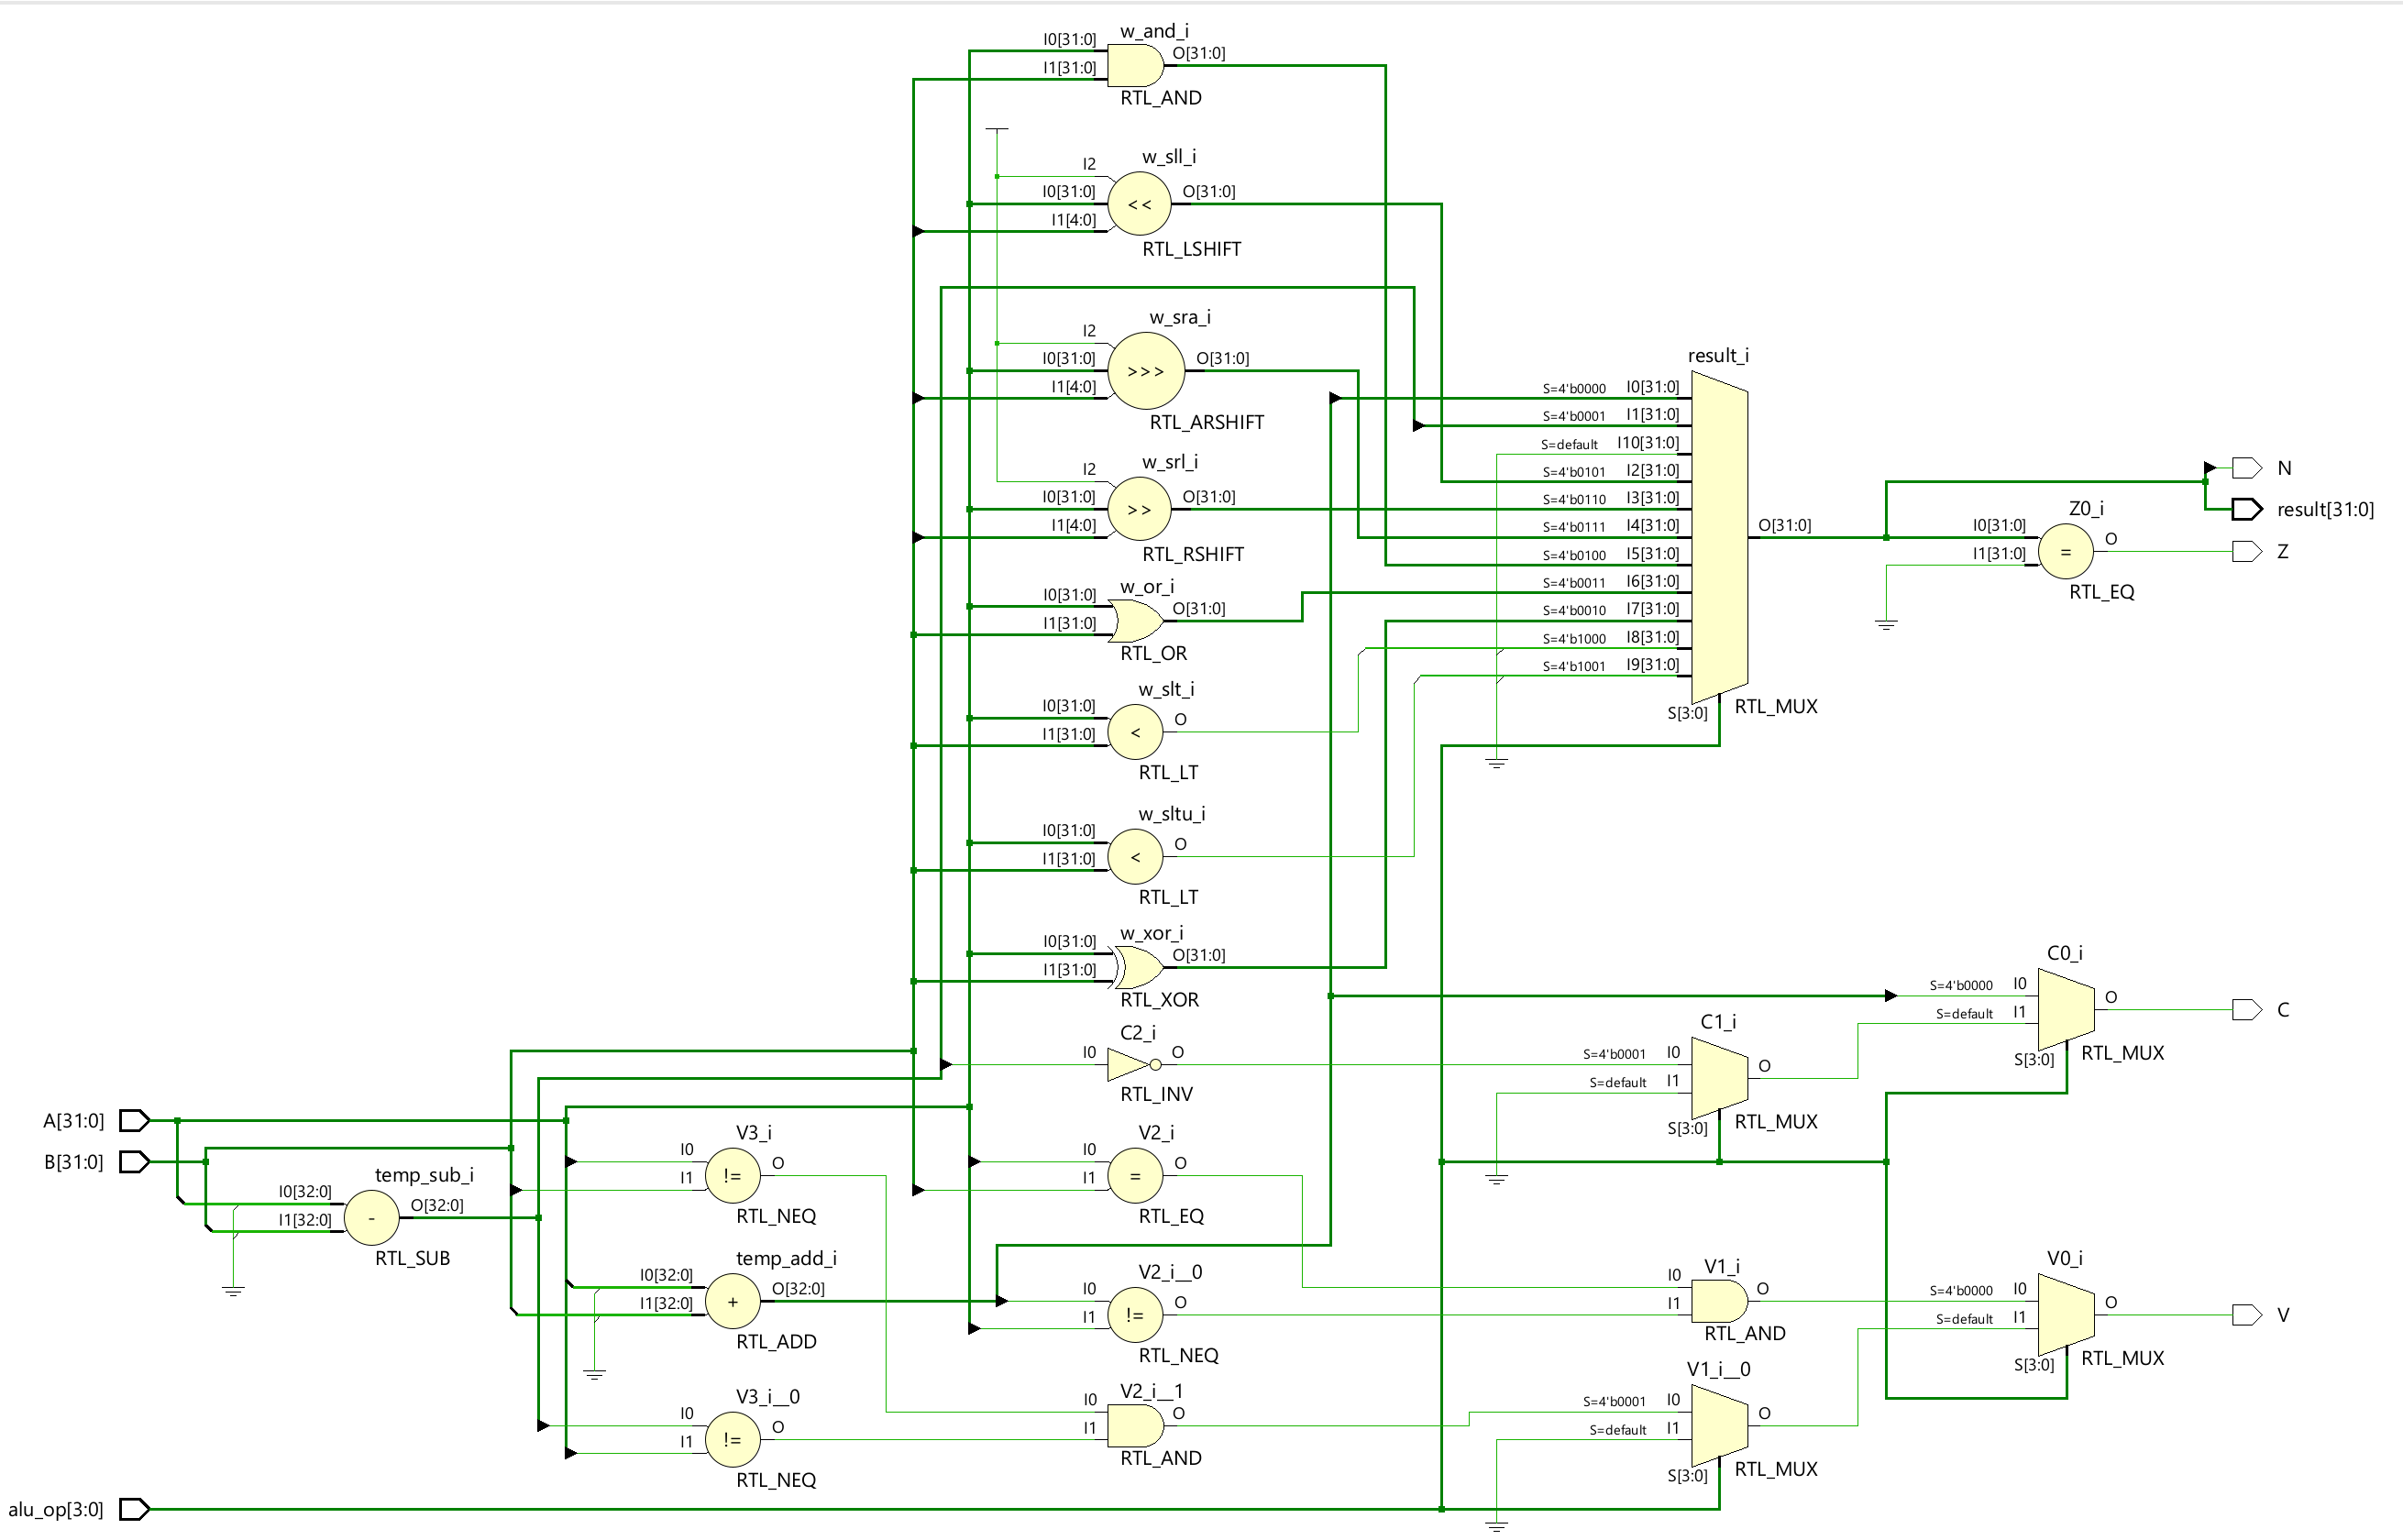 w_and_i
I0[31:0]
I1[31:0]
O[31:0]
RTL_AND
w_sll_i
I2
I0[31:0]
I1[4:0]
<<
O[31:0]
RTL_LSHIFT
w_sra_i
I2
I0[31:0]
I1[4:0]
>>>
O[31:0]
RTL_ARSHIFT
w_srl_i
I2
I0[31:0]
I1[4:0]
>>
O[31:0]
RTL_RSHIFT
w_or_i
I0[31:0]
I1[31:0]
O[31:0]
RTL_OR
w_slt_i
I0[31:0]
I1[31:0]
<
O
RTL_LT
w_sltu_i
I0[31:0]
I1[31:0]
<
O
RTL_LT
w_xor_i
I0[31:0]
I1[31:0]
O[31:0]
RTL_XOR
C2_i
I0
O
RTL_INV
result_i
S=4'b0000 I0[31:0]
S=4'b0001 I1[31:0]
S=default I10[31:0]
S=4'b0101 I2[31:0]
S=4'b0110 I3[31:0]
S=4'b0111 I4[31:0]
S=4'b0100 I5[31:0]
S=4'b0011 I6[31:0]
S=4'b0010 I7[31:0]
S=4'b1000 I8[31:0]
S=4'b1001 I9[31:0]
O[31:0]
S[3:0]
RTL_MUX
N
result[31:0]
Z0_i
I0[31:0]
I1[31:0]
=
O
RTL_EQ
Z
C0_i
S=4'b0000 I0
S=default I1
O
S[3:0]
RTL_MUX
C
C1_i
S=4'b0001 I0
S=default I1
O
S[3:0]
RTL_MUX
A[31:0]
B[31:0]
temp_sub_i
I0[32:0]
I1[32:0]
-
O[32:0]
RTL_SUB
V3_i
I0
I1
!=
O
RTL_NEQ
V2_i
I0
I1
=
O
RTL_EQ
temp_add_i
I0[32:0]
I1[32:0]
+
O[32:0]
RTL_ADD
V2_i__0
I0
I1
!=
O
RTL_NEQ
V1_i
I0
I1
O
RTL_AND
V0_i
S=4'b0000 I0
S=default I1
O
S[3:0]
RTL_MUX
V
V3_i__0
I0
I1
!=
O
RTL_NEQ
V2_i__1
I0
I1
O
RTL_AND
V1_i__0
S=4'b0001 I0
S=default I1
O
S[3:0]
RTL_MUX
alu_op[3:0]